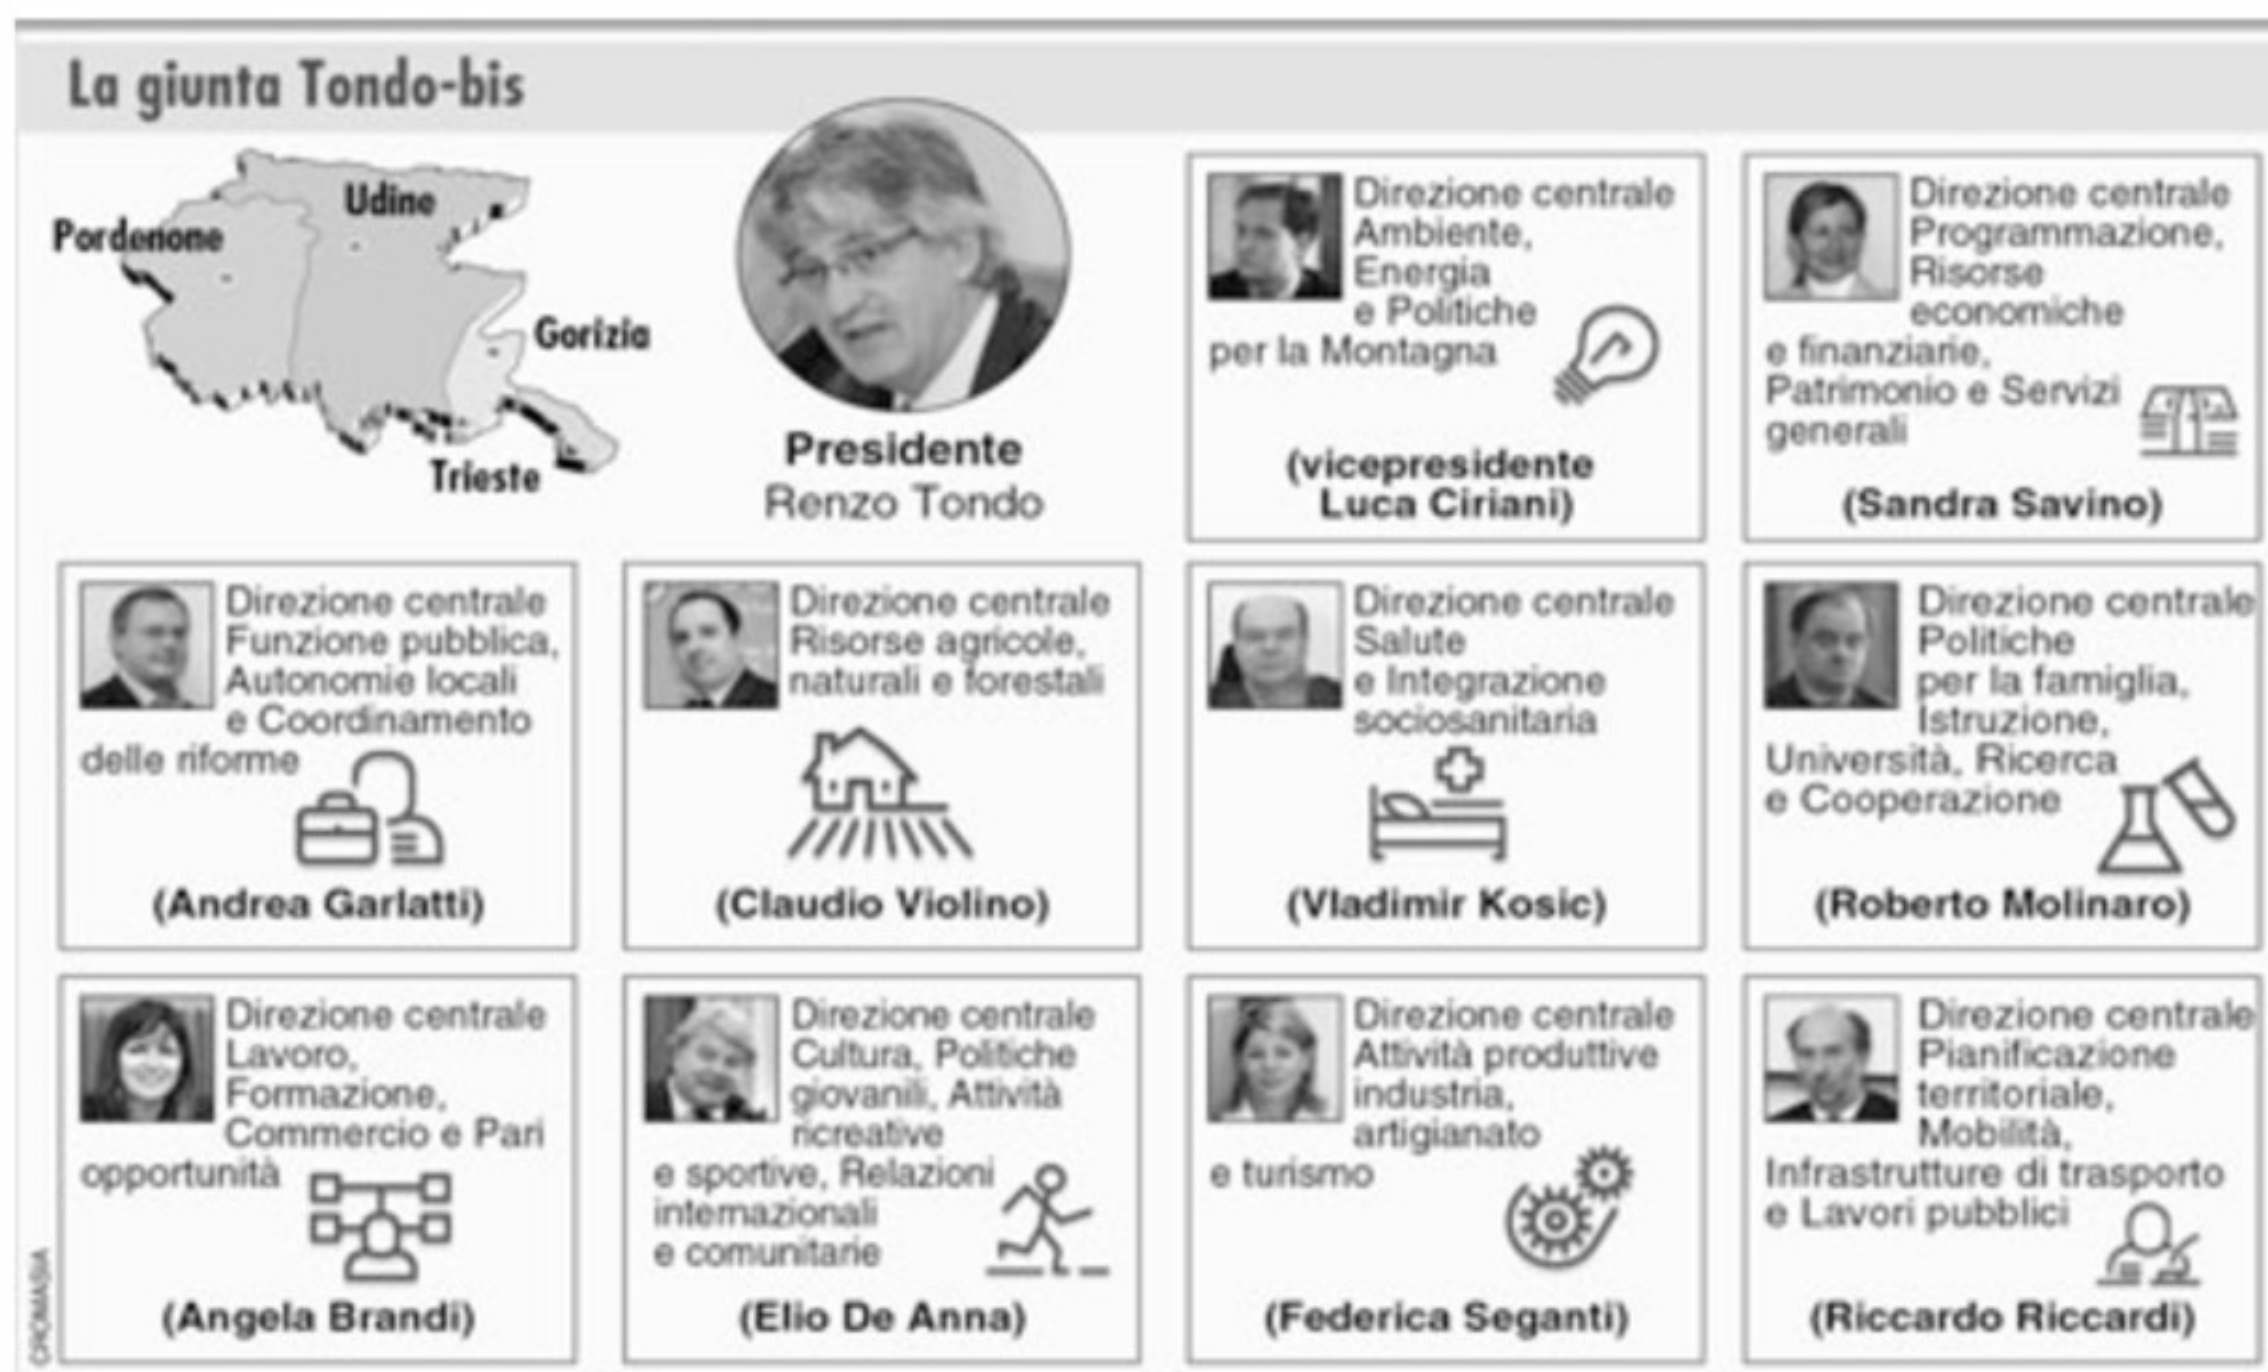 La giunta Tondo-bis
Udine
Pordenone
Gorizia
Trieste
Presidente
Renzo Tondo
Direzione centrale
Ambiente,
Energia
e Politiche
per la Montagna
(vicepresidente
Luca Ciriani)
Direzione centrale
Programmazione,
Risorse
economiche
e finanziarie,
Patrimonio e Servizi
generali
(Sandra Savino)
Direzione centrale
Funzione pubblica,
Autonomie locali
e Coordinamento
delle riforme
(Andrea Garlatti)
Direzione centrale
Risorse agricole,
naturali e forestali
(Claudio Violino)
Direzione centrale
Salute
e Integrazione
sociosanitaria
(Vladimir Kosic)
Direzione centrale
Politiche
per la famiglia,
Istruzione,
Università, Ricerca
e Cooperazione
(Roberto Molinaro)
Direzione centrale
Lavoro,
Formazione,
Commercio e Pari
opportunità
(Angela Brandi)
Direzione centrale
Cultura, Politiche
giovanili, Attività
ricreative
e sportive, Relazioni
internazionali
e comunitarie
(Elio De Anna)
Direzione centrale
Attività produttive
industria,
artigianato
e turismo
(Federica Seganti)
Direzione centrale
Pianificazione
territoriale,
Mobilità,
Infrastrutture di trasporto
e Lavori pubblici
(Riccardo Riccardi)
CROMASIA